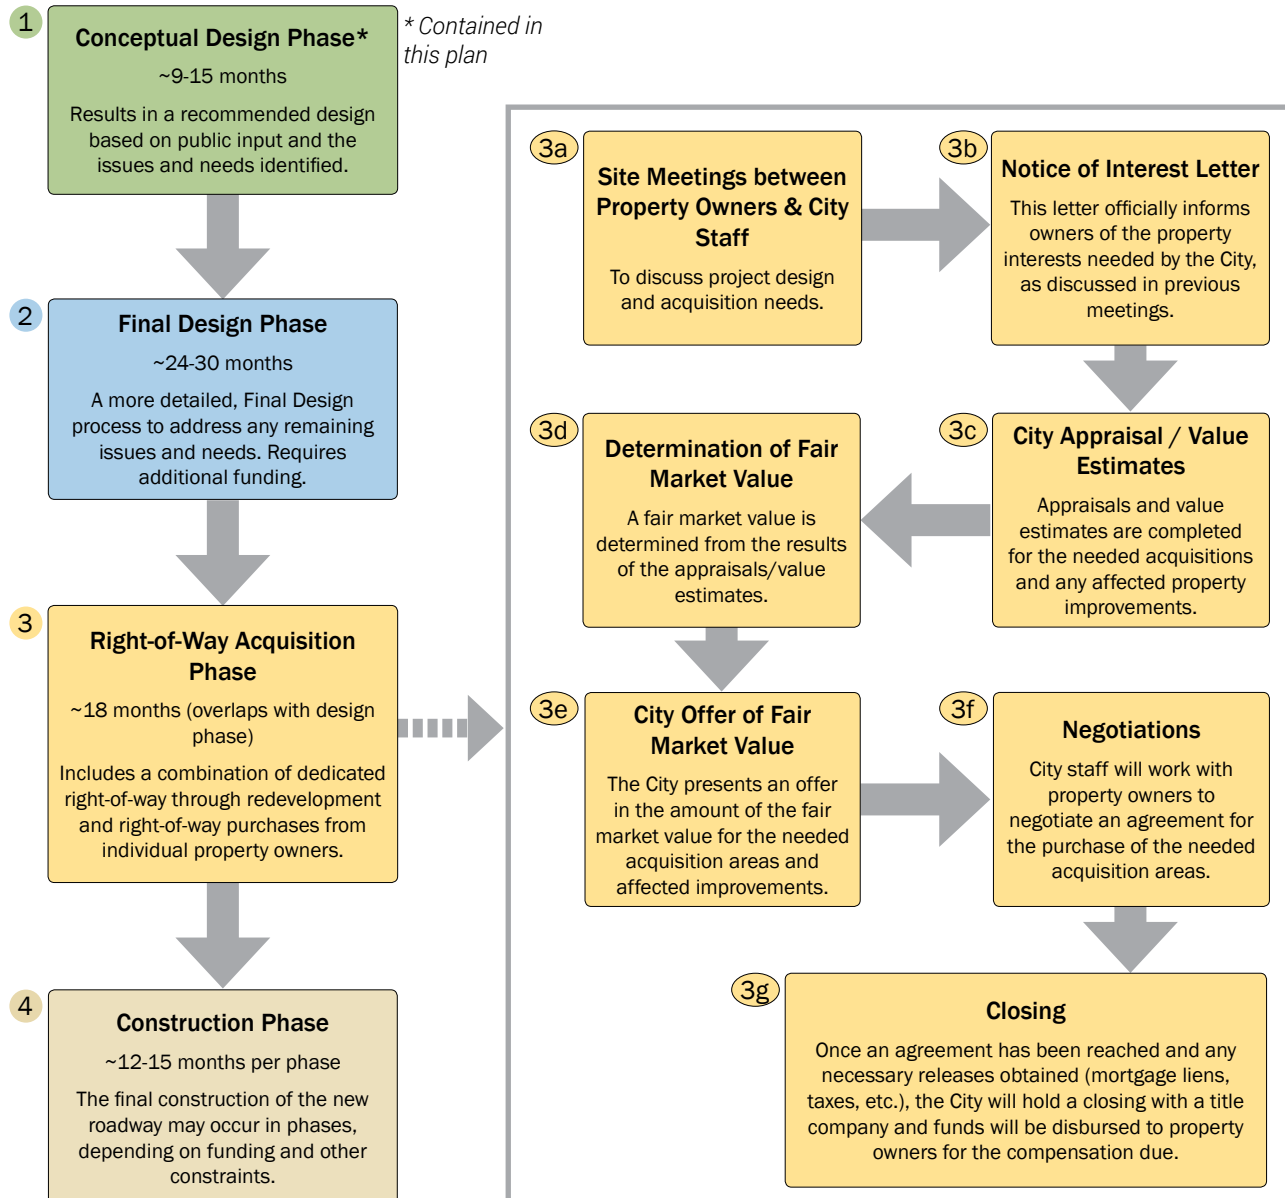 1
Conceptual Design Phase*
~9-15 months
Results in a recommended design
based on public input and the
issues and needs identified.
* Contained in
this plan
2
Final Design Phase
~24-30 months
A more detailed, Final Design
process to address any remaining
issues and needs. Requires
additional funding.
3
Right-of-Way Acquisition
Phase
~18 months (overlaps with design
phase)
Includes a combination of dedicated
right-of-way through redevelopment
and right-of-way purchases from
individual property owners.
4
Construction Phase
~12-15 months per phase
The final construction of the new
roadway may occur in phases,
depending on funding and other
constraints.
3a
Site Meetings between
Property Owners & City
Staff
To discuss project design
and acquisition needs.
3b
Notice of Interest Letter
This letter officially informs
owners of the property
interests needed by the City,
as discussed in previous
meetings.
3c
City Appraisal / Value
Estimates
Appraisals and value
estimates are completed
for the needed acquisitions
and any affected property
improvements.
3d
Determination of Fair
Market Value
A fair market value is
determined from the results
of the appraisals/value
estimates.
3e
City Offer of Fair
Market Value
The City presents an offer
in the amount of the fair
market value for the needed
acquisition areas and
affected improvements.
3f
Negotiations
City staff will work with
property owners to
negotiate an agreement for
the purchase of the needed
acquisition areas.
3g
Closing
Once an agreement has been reached and any
necessary releases obtained (mortgage liens,
taxes, etc.), the City will hold a closing with a title
company and funds will be disbursed to property
owners for the compensation due.